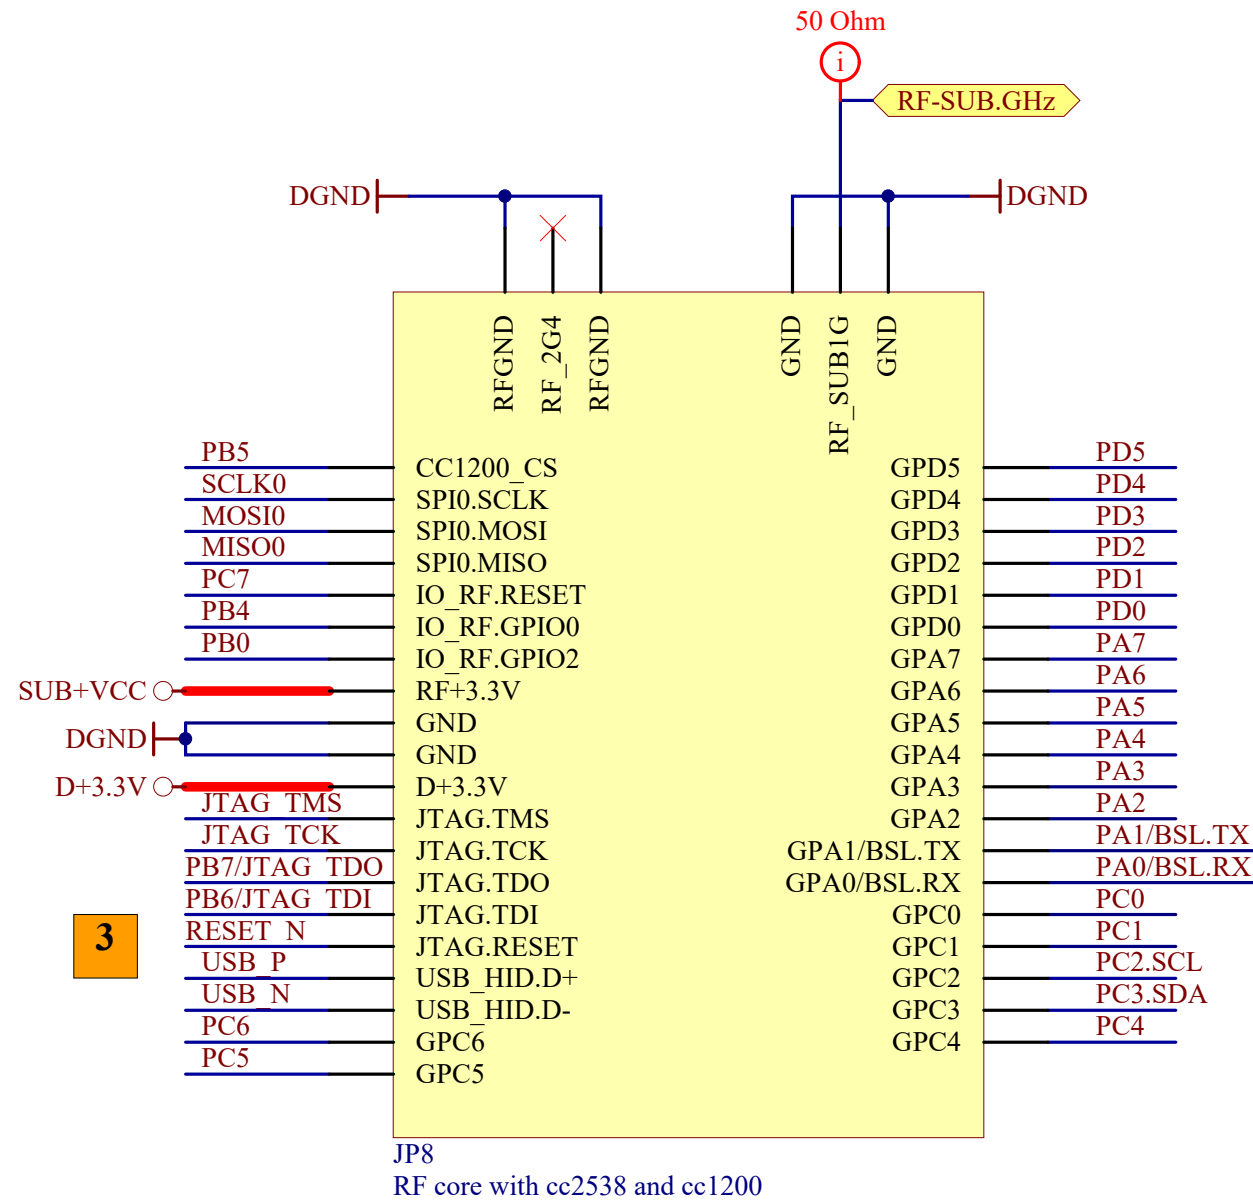 50 Ohm
i
RF-SUB.GHz
DGND
DGND
RFGND
RF_2G4
RFGND
GND
RF_SUB1G
GND
PB5 CC1200_CS GPD5 PD5
SCLK0 SPI0.SCLK GPD4 PD4
MOSI0 SPI0.MOSI GPD3 PD3
MISO0 SPI0.MISO GPD2 PD2
PC7 IO_RF.RESET GPD1 PD1
PB4 IO_RF.GPIO0 GPD0 PD0
PB0 IO_RF.GPIO2 GPA7 PA7
SUB+VCC RF+3.3V GPA6 PA6
GND GPA5 PA5
DGND
GND GPA4 PA4
D+3.3V D+3.3V GPA3 PA3
JTAG_TMS JTAG.TMS GPA2 PA2
JTAG_TCK JTAG.TCK GPA1/BSL.TX PA1/BSL.TX
PB7/JTAG_TDO JTAG.TDO GPA0/BSL.RX PA0/BSL.RX
PB6/JTAG_TDI JTAG.TDI GPC0 PC0
3
RESET_N JTAG.RESET GPC1 PC1
USB_P USB_HID.D+ GPC2 PC2.SCL
USB_N USB_HID.D- GPC3 PC3.SDA
PC6 GPC6 GPC4 PC4
PC5 GPC5
JP8
RF core with cc2538 and cc1200